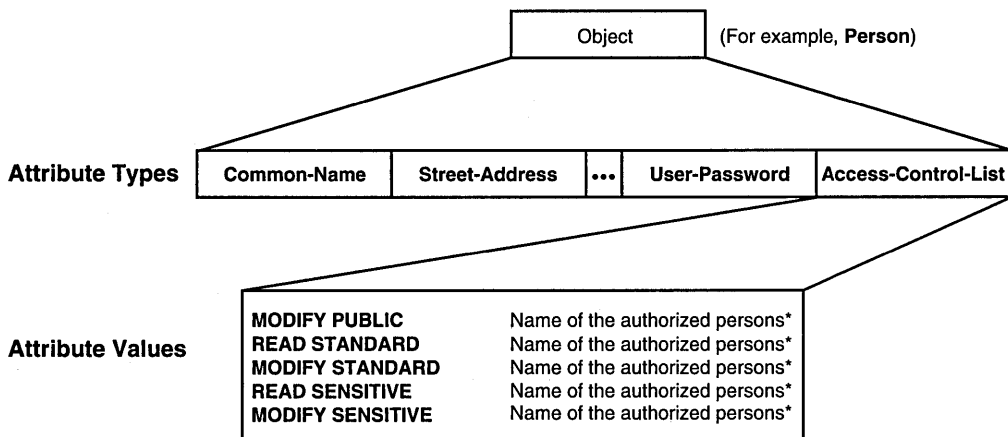 Object (For example, Person)
Attribute Types
Common-Name Street-Address ••• User-Password Access-Control-List
Attribute Values
MODIFY PUBLIC Name of the authorized persons*
READ STANDARD Name of the authorized persons*
MODIFY STANDARD Name of the authorized persons*
READ SENSITIVE Name of the authorized persons*
MODIFY SENSITIVE Name of the authorized persons*